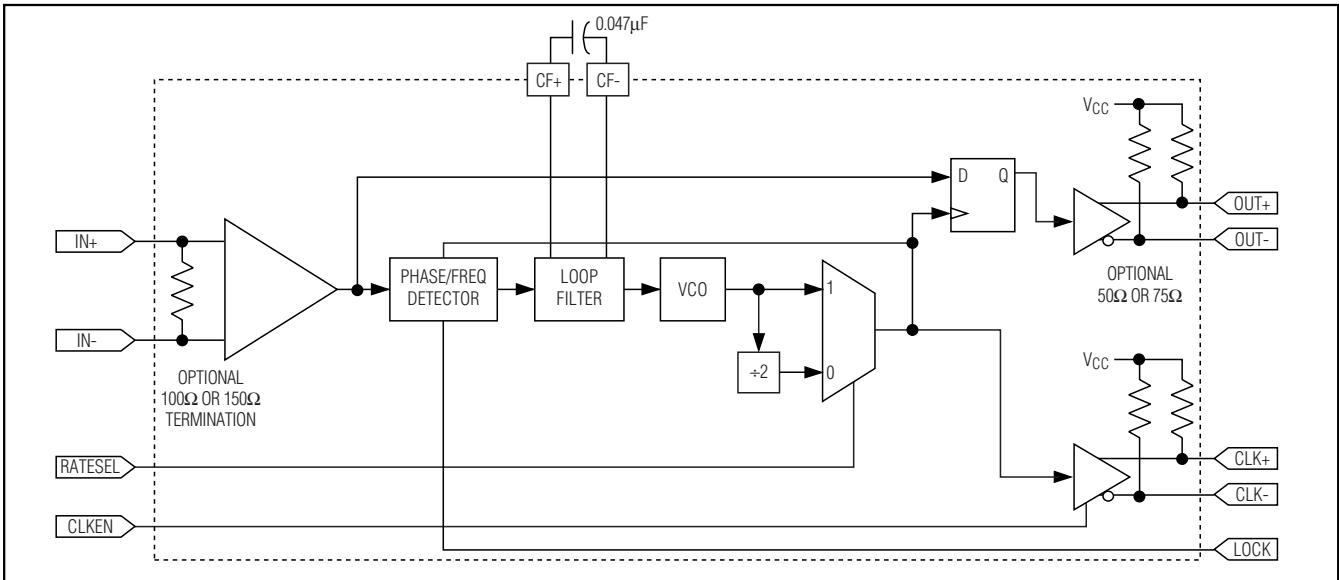 0.047μF
CF+ CF-
VCC
D Q
IN+
OUT+
OUT-
PHASE/FREQ
DETECTOR
LOOP
FILTER
VCO
1
OPTIONAL
50Ω OR 75Ω
IN-
÷2
0
VCC
OPTIONAL
100Ω OR 150Ω
TERMINATION
RATESEL
CLK+
CLK-
CLKEN
LOCK